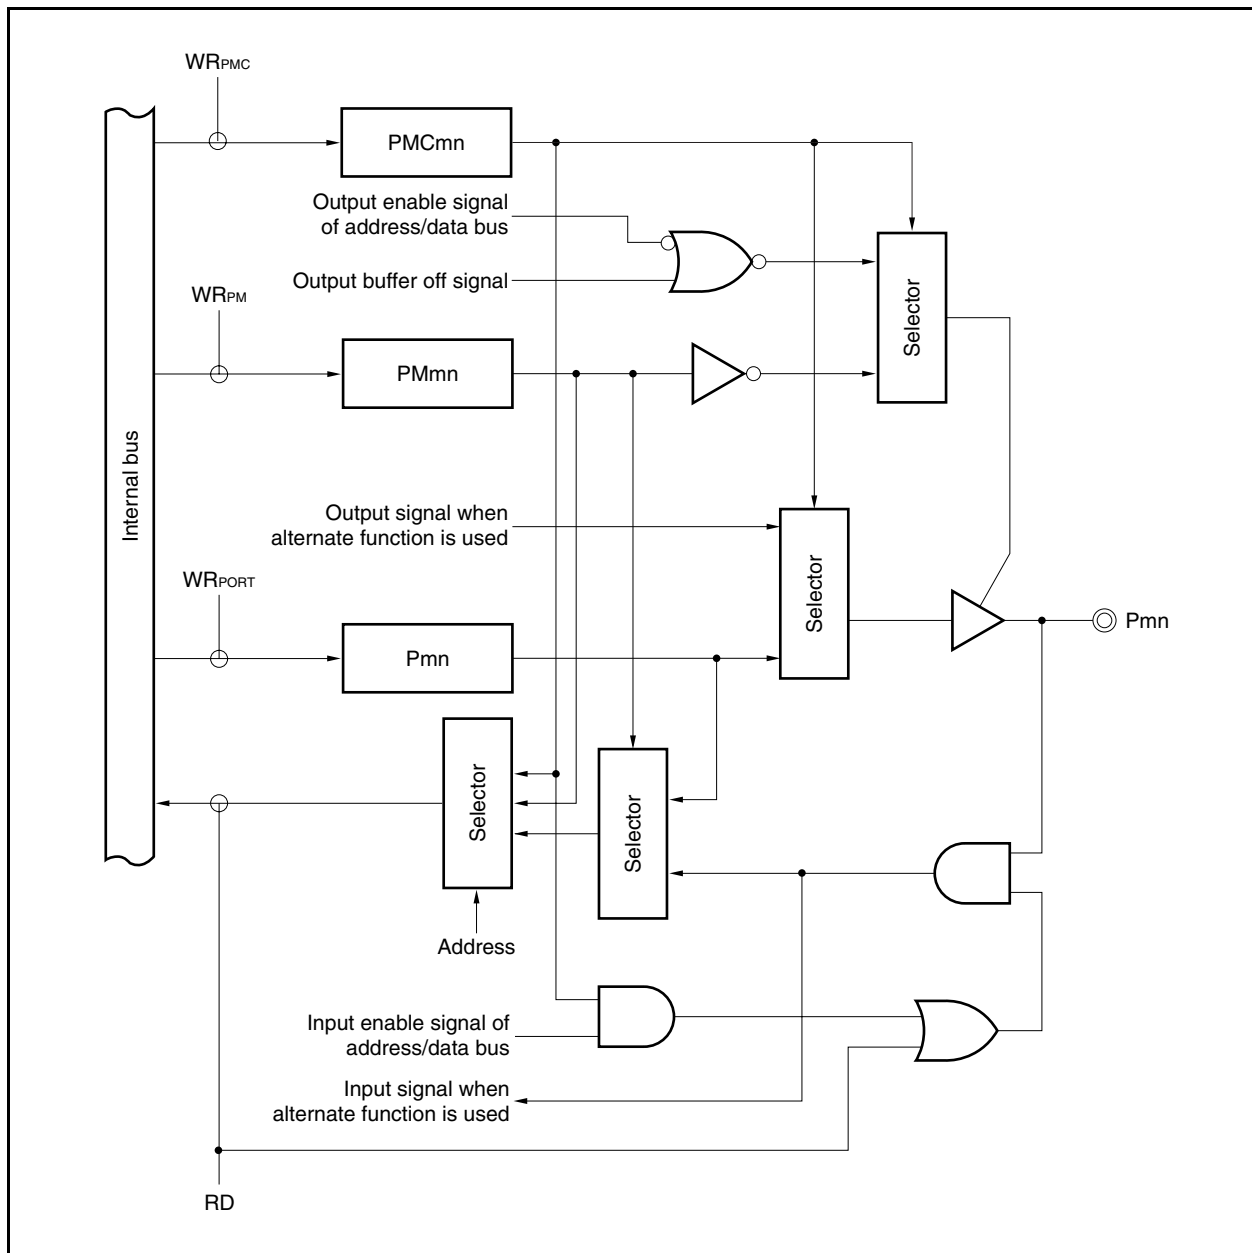 WRPMC
PMCmn
Output enable signal
of address/data bus
Output buffer off signal
Selector
WRPM
PMmn
Internal bus
Output signal when
alternate function is used
Selector
WRPORT
Pmn
Pmn
Selector
Selector
Address
Input enable signal of
address/data bus
Input signal when
alternate function is used
RD